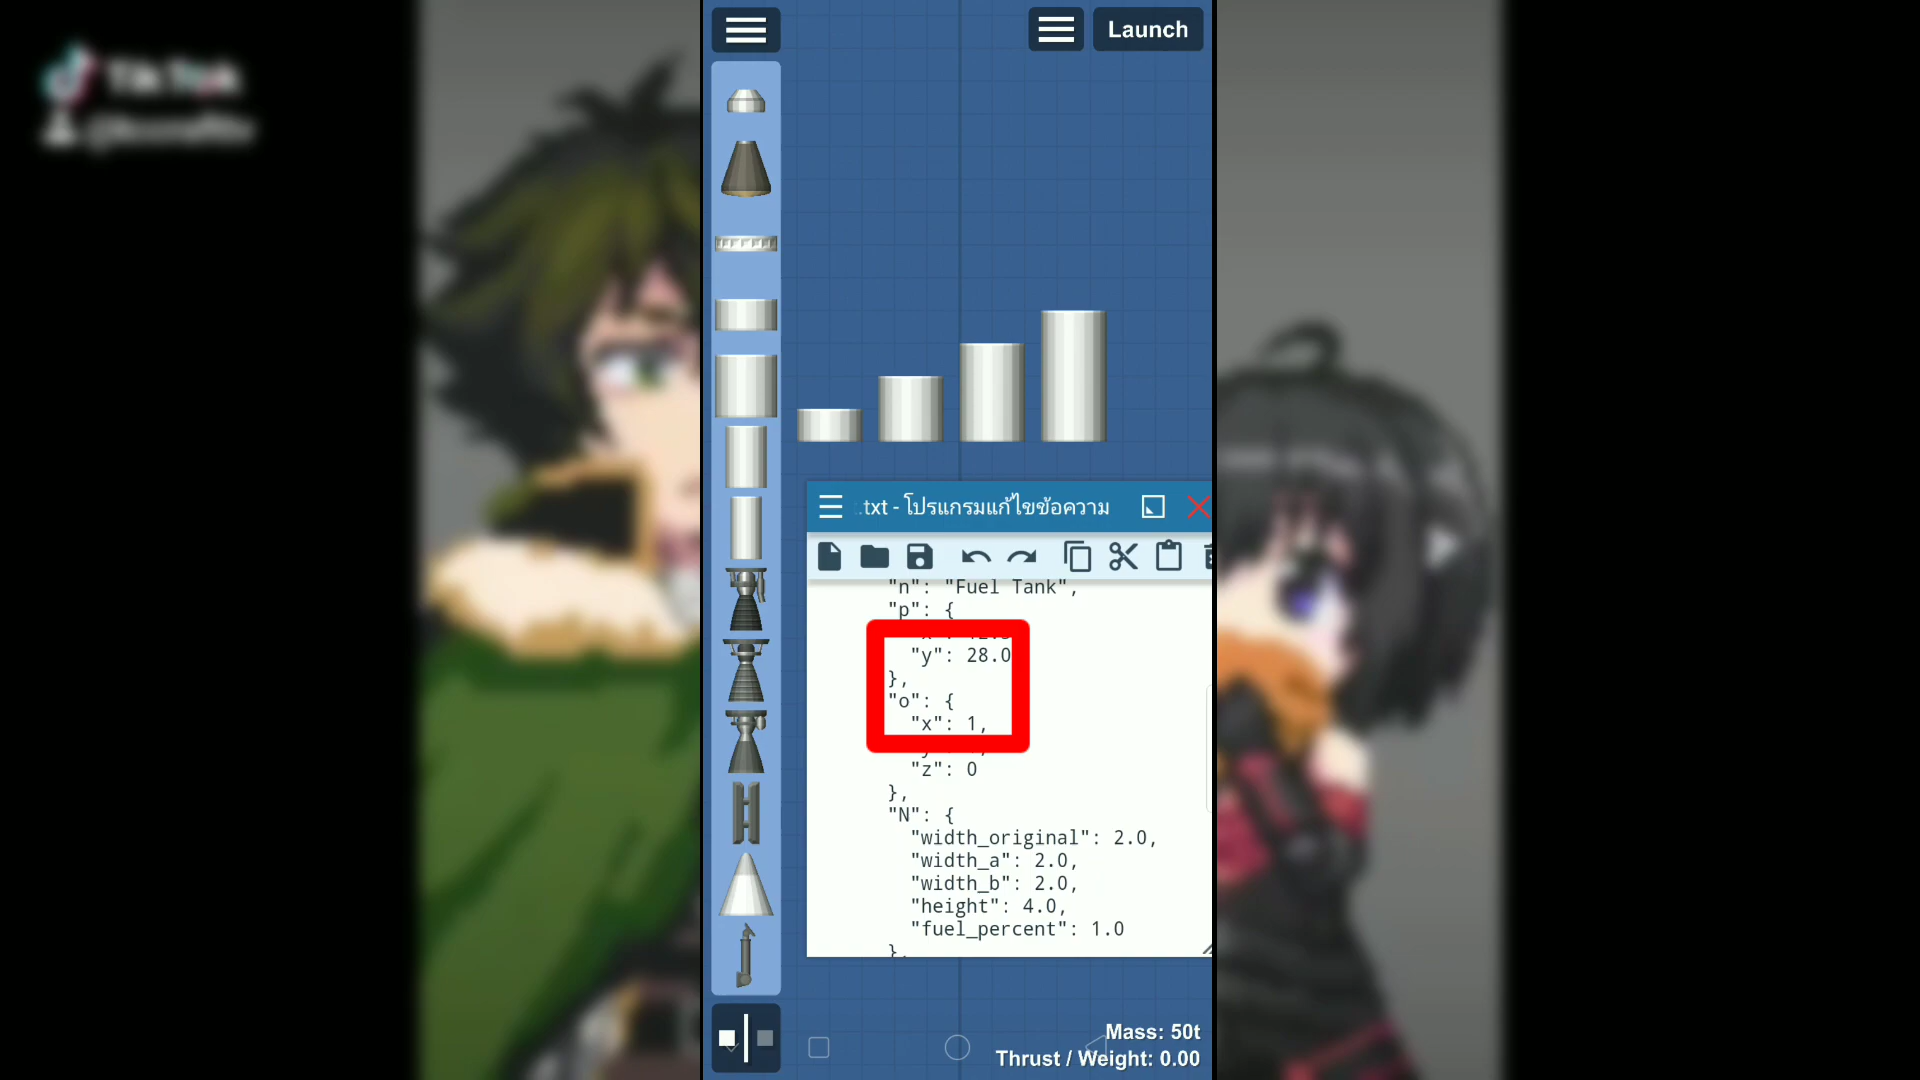 TikTok
Launch
.txt - โปรแกรมแก้ไขข้อความ
"n": "Fuel Tank",
"p": {
"y": 28.0
},
"o": {
"x": 1,
"z": 0
},
"N": {
"width_original": 2.0,
"width_a": 2.0,
"width_b": 2.0,
"height": 4.0,
"fuel_percent": 1.0
},
Mass: 50t
Thrust / Weight: 0.00